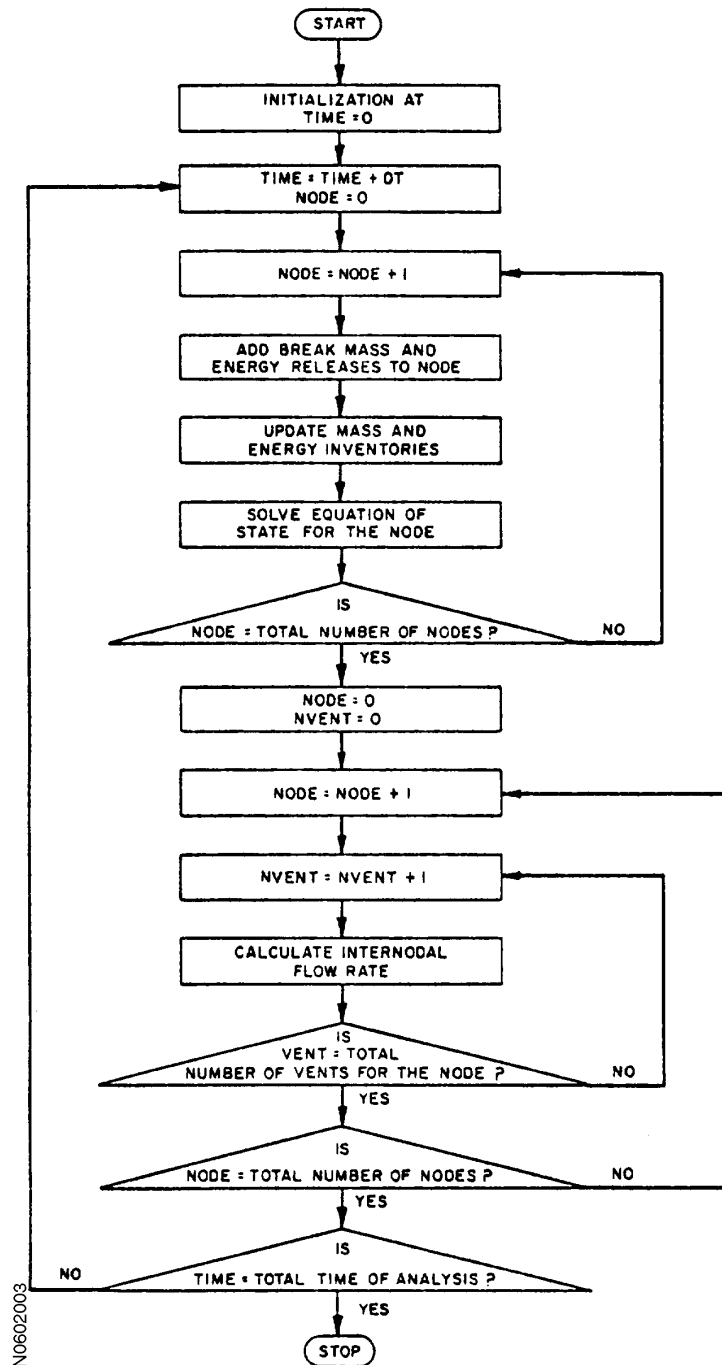 START
INITIALIZATION AT
TIME = 0
TIME = TIME + DT
NODE = 0
NODE = NODE + 1
ADD BREAK MASS AND
ENERGY RELEASES TO NODE
UPDATE MASS AND
ENERGY INVENTORIES
SOLVE EQUATION OF
STATE FOR THE NODE
IS
NODE = TOTAL NUMBER OF NODES ?
NO
YES
NODE = 0
NVENT = 0
NODE = NODE + 1
NVENT = NVENT + 1
CALCULATE INTERNODAL
FLOW RATE
IS
VENT = TOTAL
NUMBER OF VENTS FOR THE NODE ?
NO
YES
IS
NODE = TOTAL NUMBER OF NODES ?
NO
YES
IS
TIME = TOTAL TIME OF ANALYSIS ?
NO
YES
STOP
N0602003